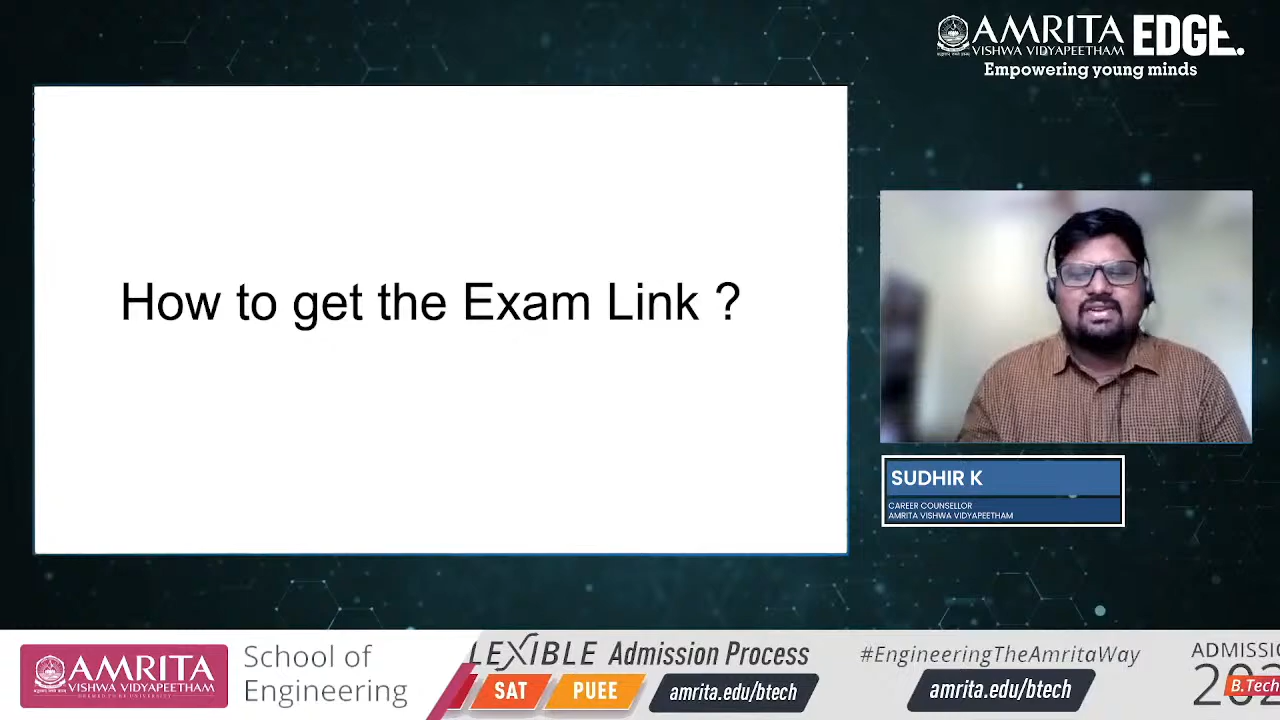 AMRITA EDGE.
VISHWA VIDYAPEETHAM
Empowering young minds
How to get the Exam Link ?
SUDHIR K
CAREER COUNSELLOR
AMRITA VISHWA VIDYAPEETHAM
AMRITA
VISHWA VIDYAPEETHAM
School of
Engineering
LEXIBLE Admission Process
SAT
PUEE
amrita.edu/btech
#EngineeringTheAmritaWay
amrita.edu/btech
ADMISSIO
B.Tech